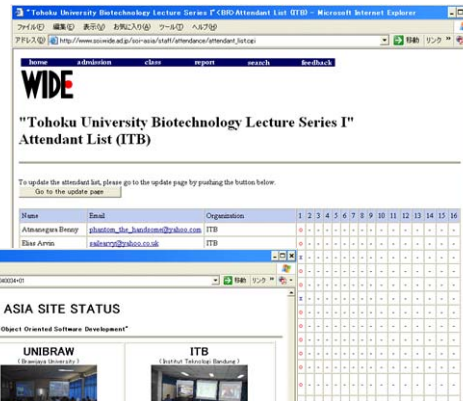 "Tohoku University Biotechnology Lecture Series I" (BI0) Attendant List (ITB) - Microsoft Internet Explorer
ファイル(F) 編集(E) 表示(V) お気に入り(A) ツール(T) ヘルプ(H)
アドレス(D) http://www.soi.wide.ad.jp/soi-asia/staff/attendance/attendant_list.cgi 移動 リンク »
home admission class report search feedback
WIDE
"Tohoku University Biotechnology Lecture Series I"
Attendant List (ITB)
To update the attendant list, please go to the update page by pushing the button below.
Go to the update page
Name Email Organization 1 2 3 4 5 6 7 8 9 10 11 12 13 14 15 16
Atmanegara Benny phantom_the_handsome@yahoo.com ITB
Elias Arvin ITB
040034+01 移動 リンク »
ASIA SITE STATUS
Object Oriented Software Development"
UNIBRAW ITB
(Brawijaya University) (Institut Teknologi Bandung)